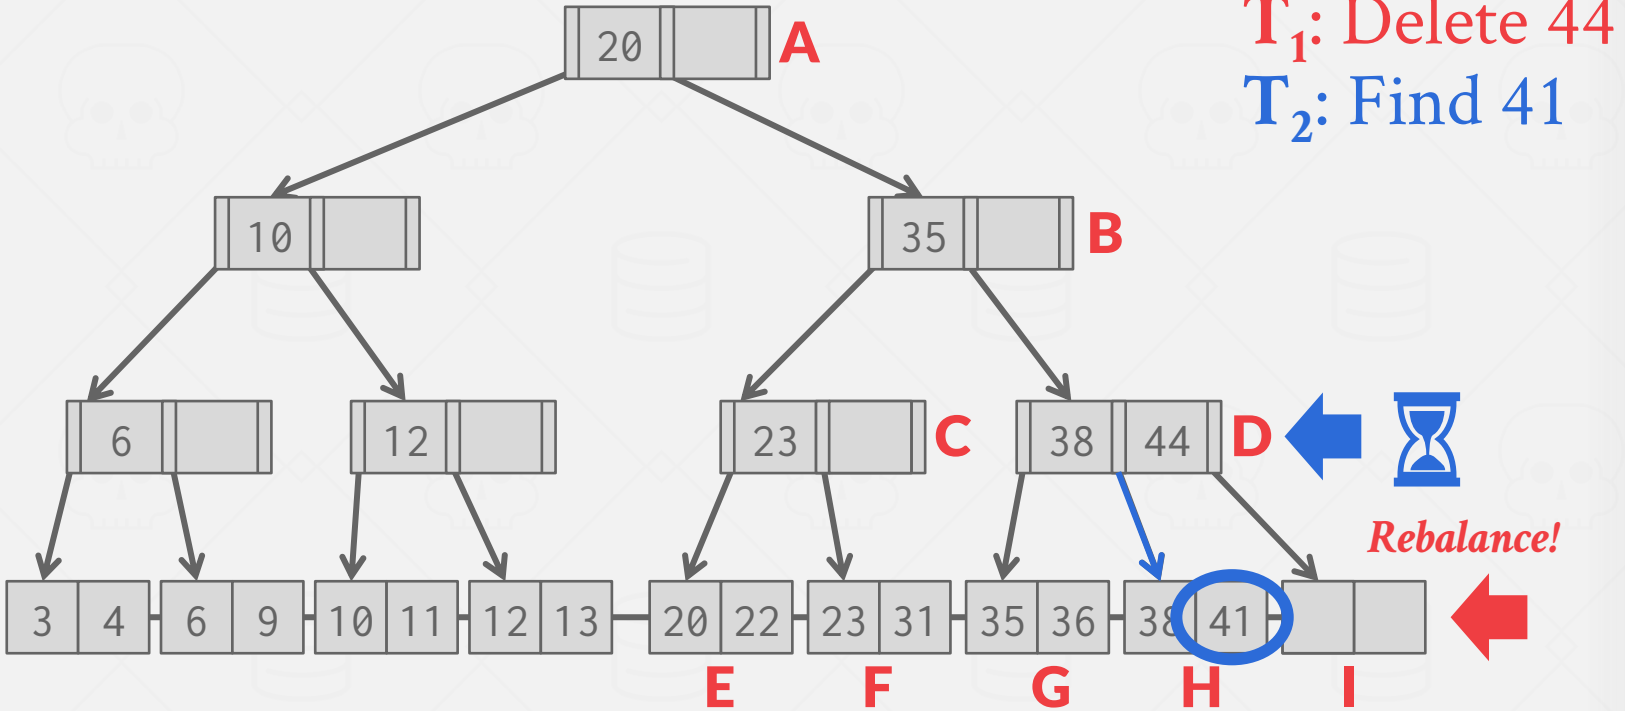 T1: Delete 44
20 A
T2: Find 41
10
35 B
6
12
23 C
38 44 D
Rebalance!
3 4 6 9 10 11 12 13 20 22 23 31 35 36 38 41
E F G H I